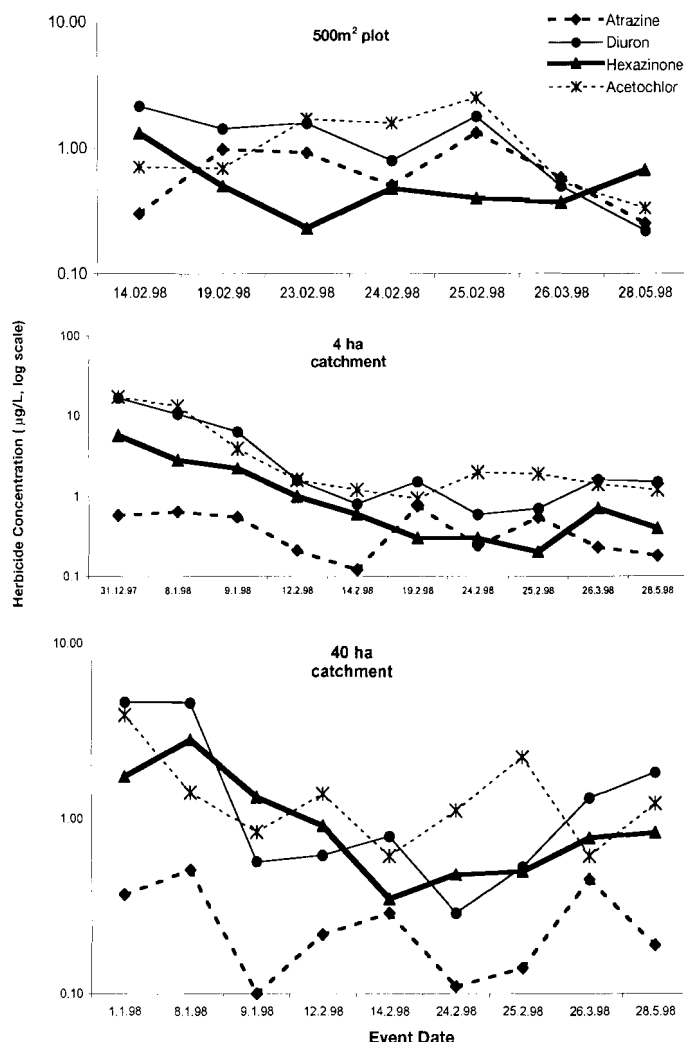 10.00
500m² plot
Atrazine
Diuron
Hexazinone
Acetochlor
1.00
0.10
14.02.98 19.02.98 23.02.98 24.02.98 25.02.98 26.03.98 28.05.98
Herbicide Concentration ( µg/L, log scale)
100
4 ha
catchment
10
1
0.1
31.12.97 8.1.98 9.1.98 12.2.98 14.2.98 19.2.98 24.2.98 25.2.98 26.3.98 28.5.98
10.00
40 ha
catchment
1.00
0.10
1.1.98 8.1.98 9.1.98 12.2.98 14.2.98 24.2.98 25.2.98 26.3.98 28.5.98
Event Date